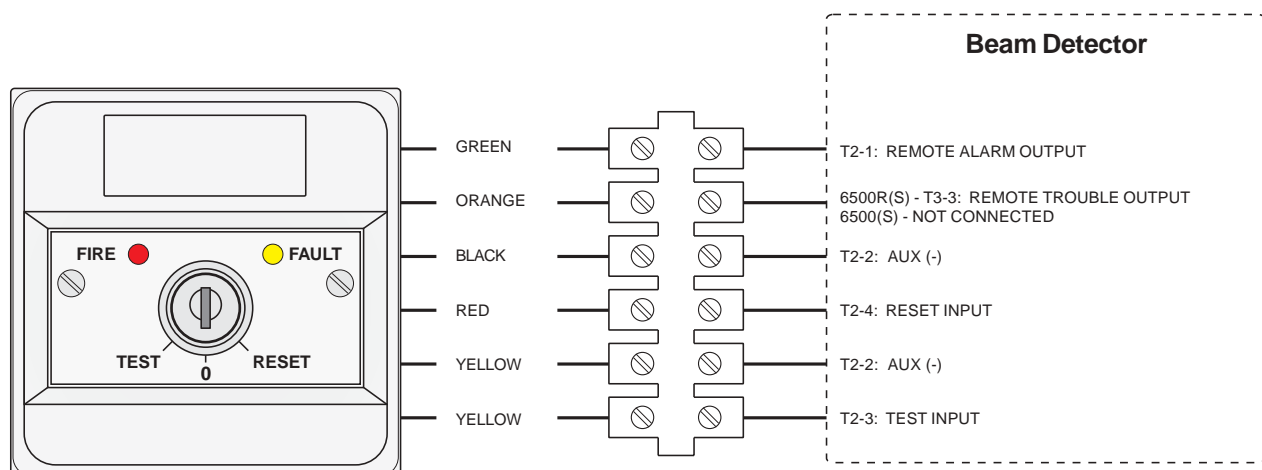 Beam Detector
GREEN
T2-1: REMOTE ALARM OUTPUT
ORANGE
6500R(S) - T3-3: REMOTE TROUBLE OUTPUT
6500(S) - NOT CONNECTED
FIRE
FAULT
BLACK
T2-2: AUX (-)
RED
T2-4: RESET INPUT
TEST
0
RESET
YELLOW
T2-2: AUX (-)
YELLOW
T2-3: TEST INPUT